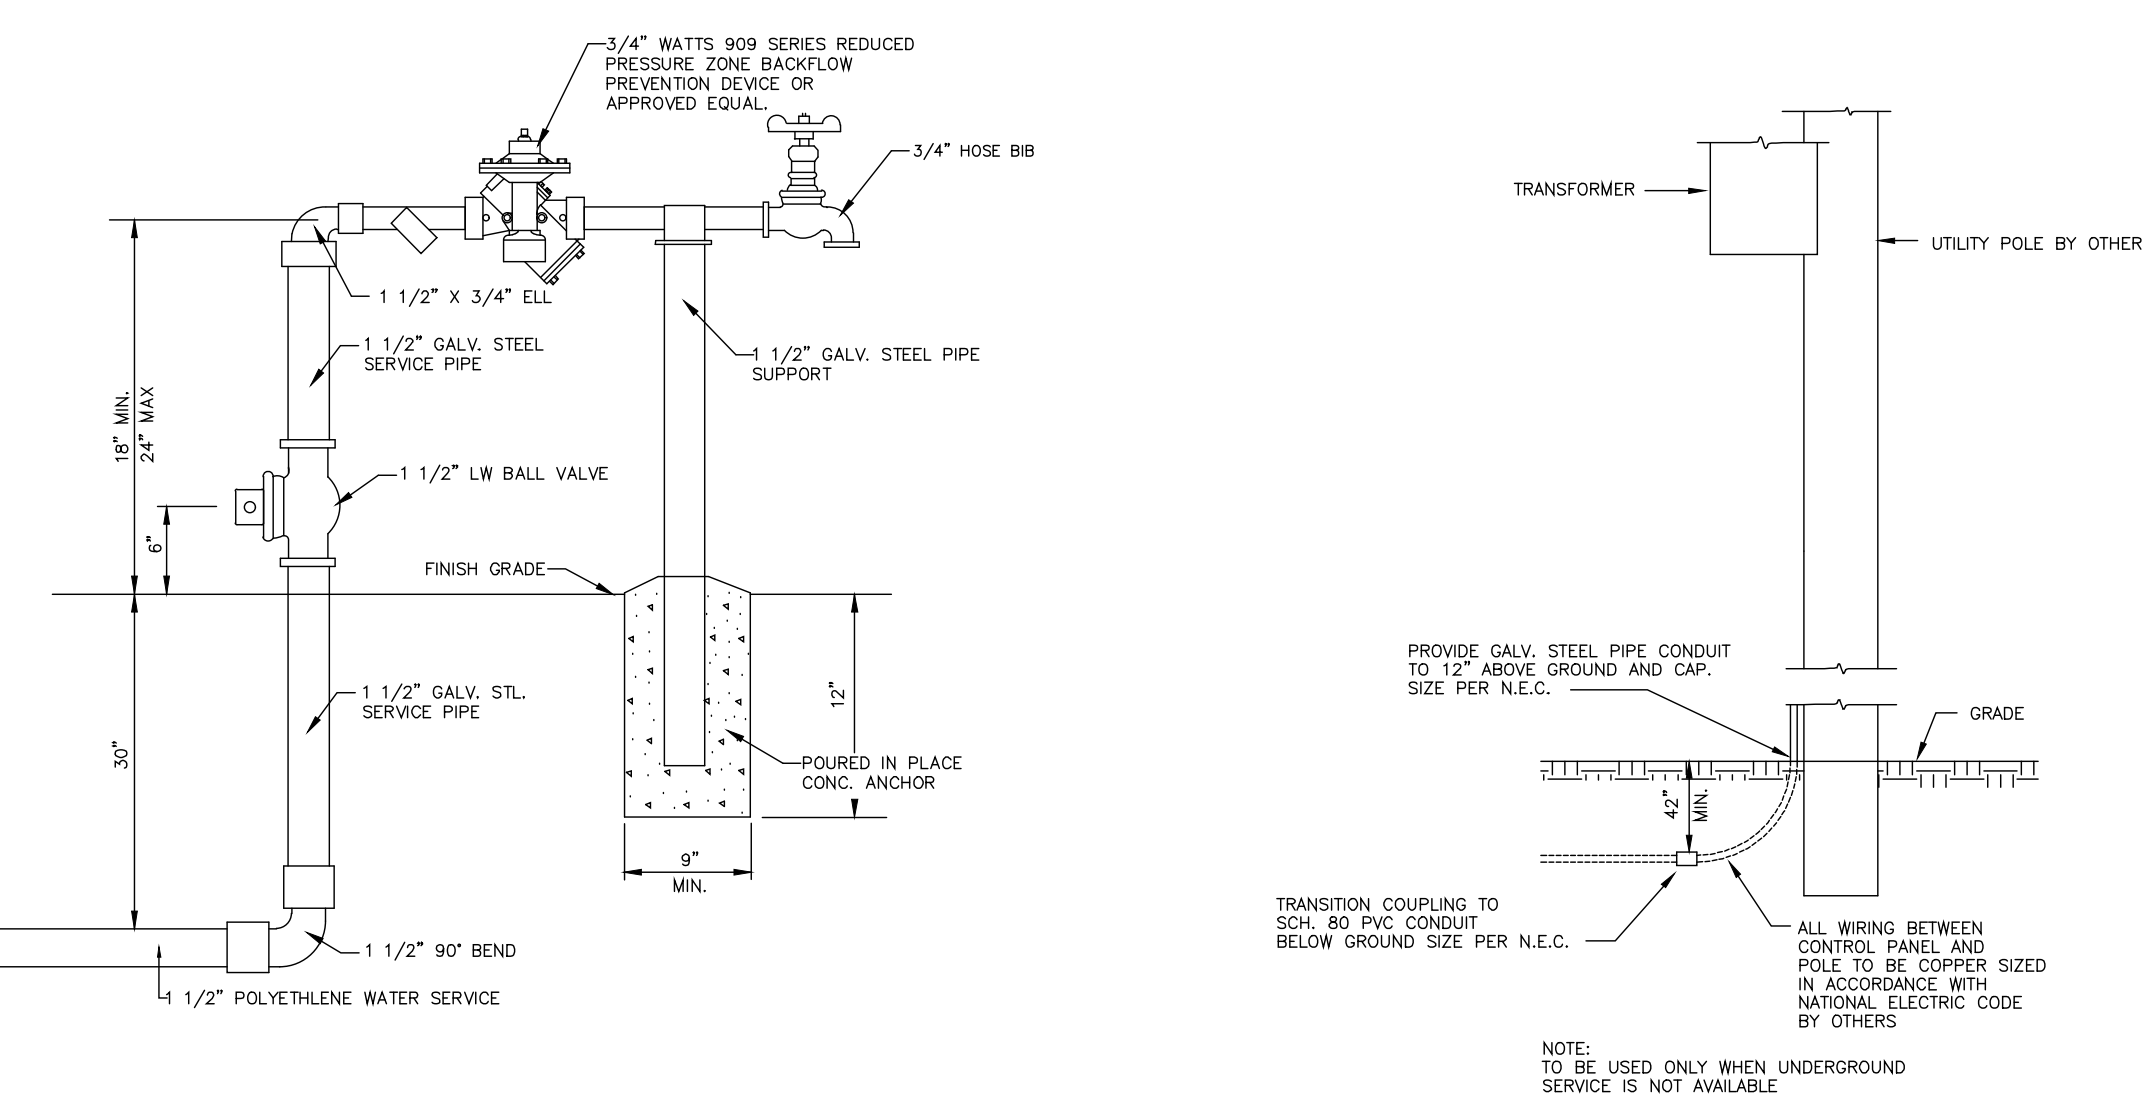 3/4" WATTS 909 SERIES REDUCED
PRESSURE ZONE BACKFLOW
PREVENTION DEVICE OR
APPROVED EQUAL.
3/4" HOSE BIB
1 1/2" X 3/4" ELL
1 1/2" GALV. STEEL
SERVICE PIPE
1 1/2" GALV. STEEL PIPE
SUPPORT
18" MIN.
24" MAX
1 1/2" LW BALL VALVE
6"
FINISH GRADE
1 1/2" GALV. STL.
SERVICE PIPE
30"
12"
POURED IN PLACE
CONC. ANCHOR
9"
MIN.
1 1/2" 90° BEND
1 1/2" POLYETHLENE WATER SERVICE
TRANSFORMER
UTILITY POLE BY OTHER
PROVIDE GALV. STEEL PIPE CONDUIT
TO 12" ABOVE GROUND AND CAP.
SIZE PER N.E.C.
GRADE
42"
MIN.
TRANSITION COUPLING TO
SCH. 80 PVC CONDUIT
BELOW GROUND SIZE PER N.E.C.
ALL WIRING BETWEEN
CONTROL PANEL AND
POLE TO BE COPPER SIZED
IN ACCORDANCE WITH
NATIONAL ELECTRIC CODE
BY OTHERS
NOTE:
TO BE USED ONLY WHEN UNDERGROUND
SERVICE IS NOT AVAILABLE